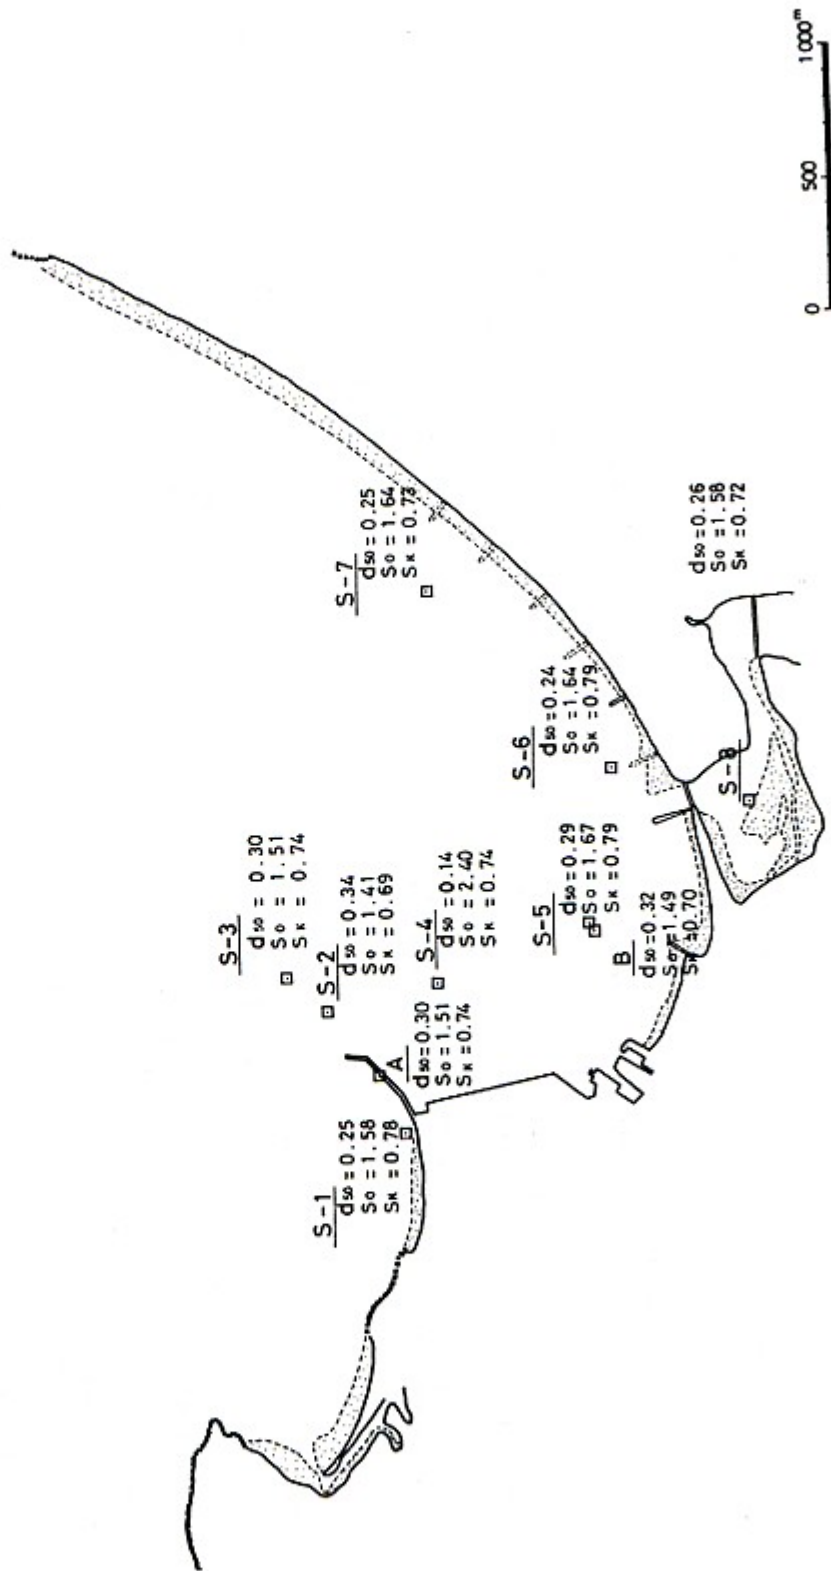 S-1
d50=0.25
So=1.58
Sk=0.78
A
d50=0.30
So=1.51
Sk=0.74
S-2
d50=0.34
So=1.41
Sk=0.69
S-3
d50=0.30
So=1.51
Sk=0.74
S-4
d50=0.14
So=2.40
Sk=0.74
B
d50=0.32
So=1.49
Sk=0.70
S-5
d50=0.29
So=1.67
Sk=0.79
S-6
d50=0.24
So=1.64
Sk=0.79
S-7
d50=0.25
So=1.64
Sk=0.73
S-8
d50=0.26
So=1.58
Sk=0.72
0 500 1000m